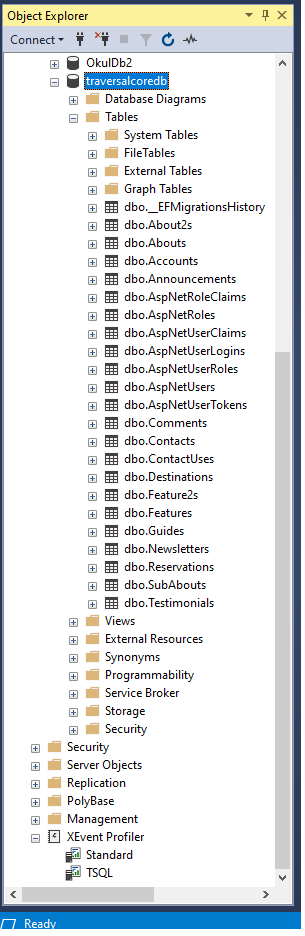 Object Explorer
Connect
OkulDb2
traversalcoredb
Database Diagrams
Tables
System Tables
FileTables
External Tables
Graph Tables
dbo.__EFMigrationsHistory
dbo.About2s
dbo.Abouts
dbo.Accounts
dbo.Announcements
dbo.AspNetRoleClaims
dbo.AspNetRoles
dbo.AspNetUserClaims
dbo.AspNetUserLogins
dbo.AspNetUserRoles
dbo.AspNetUsers
dbo.AspNetUserTokens
dbo.Comments
dbo.Contacts
dbo.ContactUses
dbo.Destinations
dbo.Feature2s
dbo.Features
dbo.Guides
dbo.Newsletters
dbo.Reservations
dbo.SubAbouts
dbo.Testimonials
Views
External Resources
Synonyms
Programmability
Service Broker
Storage
Security
Security
Server Objects
Replication
PolyBase
Management
XEvent Profiler
Standard
TSQL
Ready